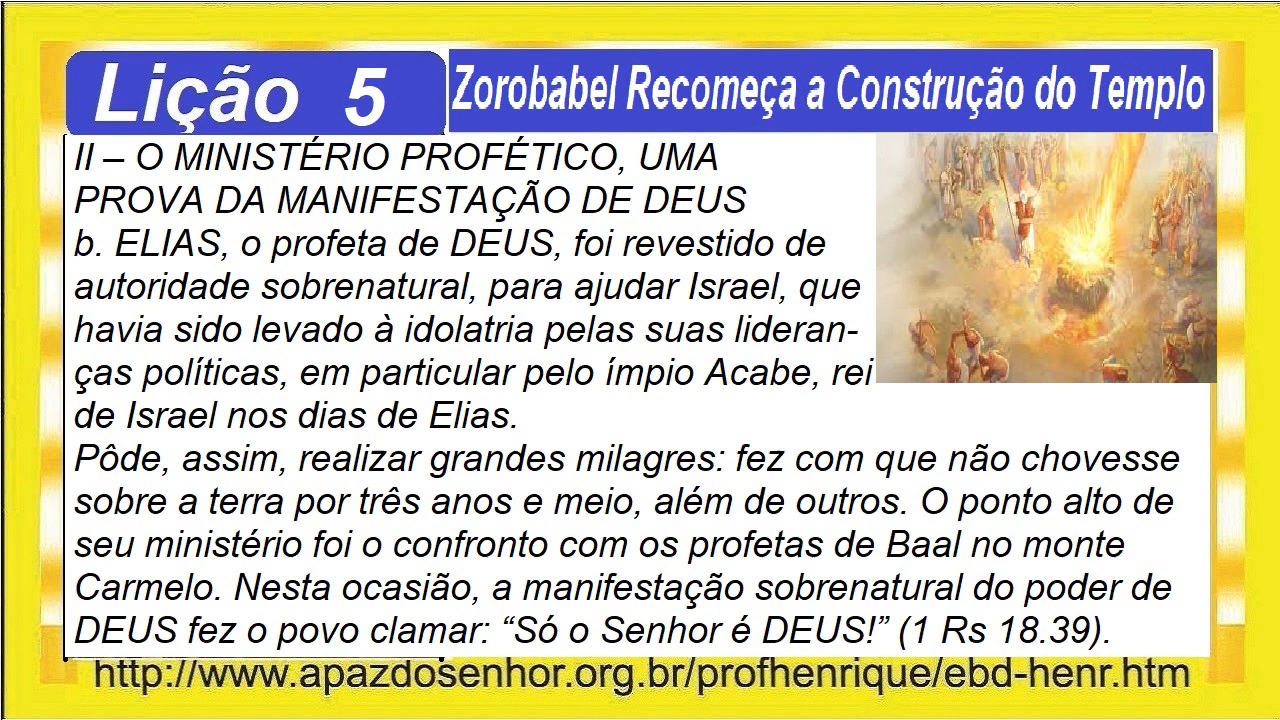 Lição 5
Zorobabel Recomeça a Construção do Templo
II – O MINISTÉRIO PROFÉTICO, UMA
PROVA DA MANIFESTAÇÃO DE DEUS
b. ELIAS, o profeta de DEUS, foi revestido de
autoridade sobrenatural, para ajudar Israel, que
havia sido levado à idolatria pelas suas lideran-
ças políticas, em particular pelo ímpio Acabe, rei
de Israel nos dias de Elias.
Pôde, assim, realizar grandes milagres: fez com que não chovesse
sobre a terra por três anos e meio, além de outros. O ponto alto de
seu ministério foi o confronto com os profetas de Baal no monte
Carmelo. Nesta ocasião, a manifestação sobrenatural do poder de
DEUS fez o povo clamar: “Só o Senhor é DEUS!” (1 Rs 18.39).
http://www.apazdosenhor.org.br/profhenrique/ebd-henr.htm